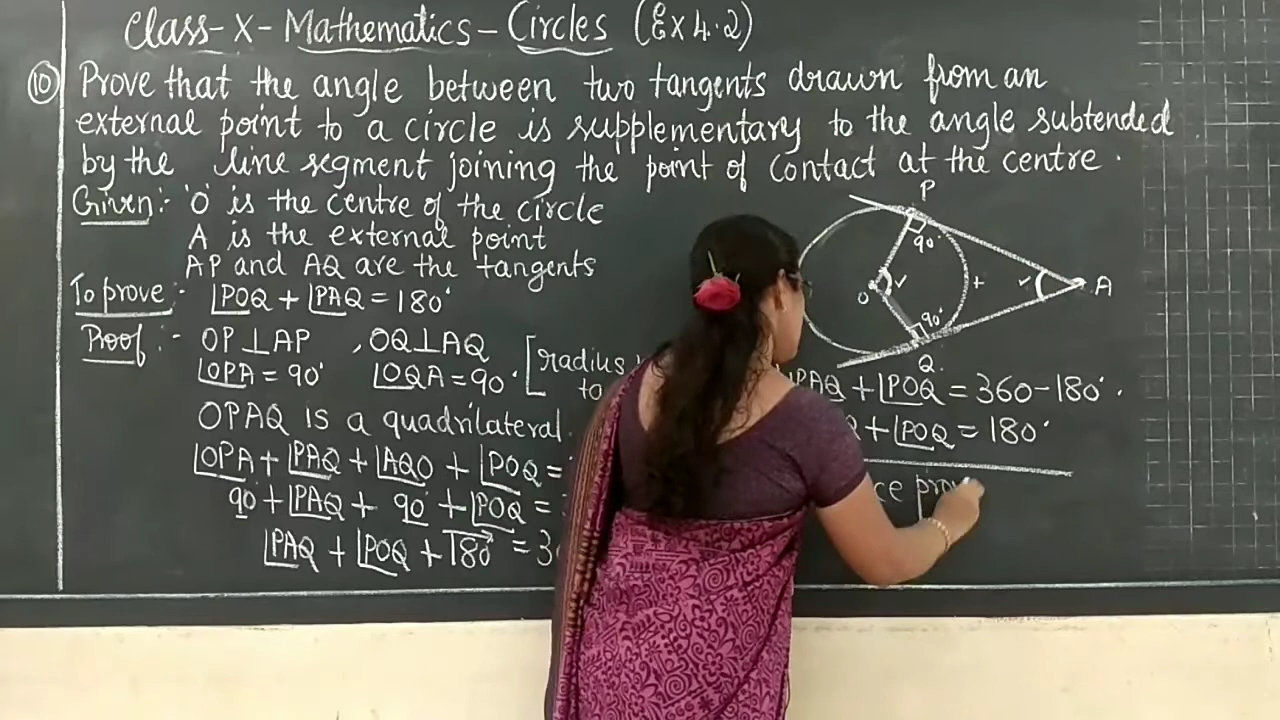 Class-X-Mathematics-Circles (Ex 4.2)
⑩ Prove that the angle between two tangents drawn from an
external point to a circle is supplementary to the angle subtended
by the line segment joining the point of contact at the centre.
Given:- 'O' is the centre of the circle
A is the external point
AP and AQ are the tangents
To prove:- ∠POQ + ∠PAQ = 180°
Proof:- OP ⊥ AP , OQ ⊥ AQ [radius
∠OPA = 90° ∠OQA = 90° to
OPAQ is a quadrilateral.
∠OPA + ∠PAQ + ∠AQO + ∠POQ =
90° + ∠PAQ + 90° + ∠POQ =
∠PAQ + ∠POQ + 180° = 3
P
90°
O
+
A
90°
Q.
∠PAQ + ∠POQ = 360-180°.
+ ∠POQ = 180°
ce prov